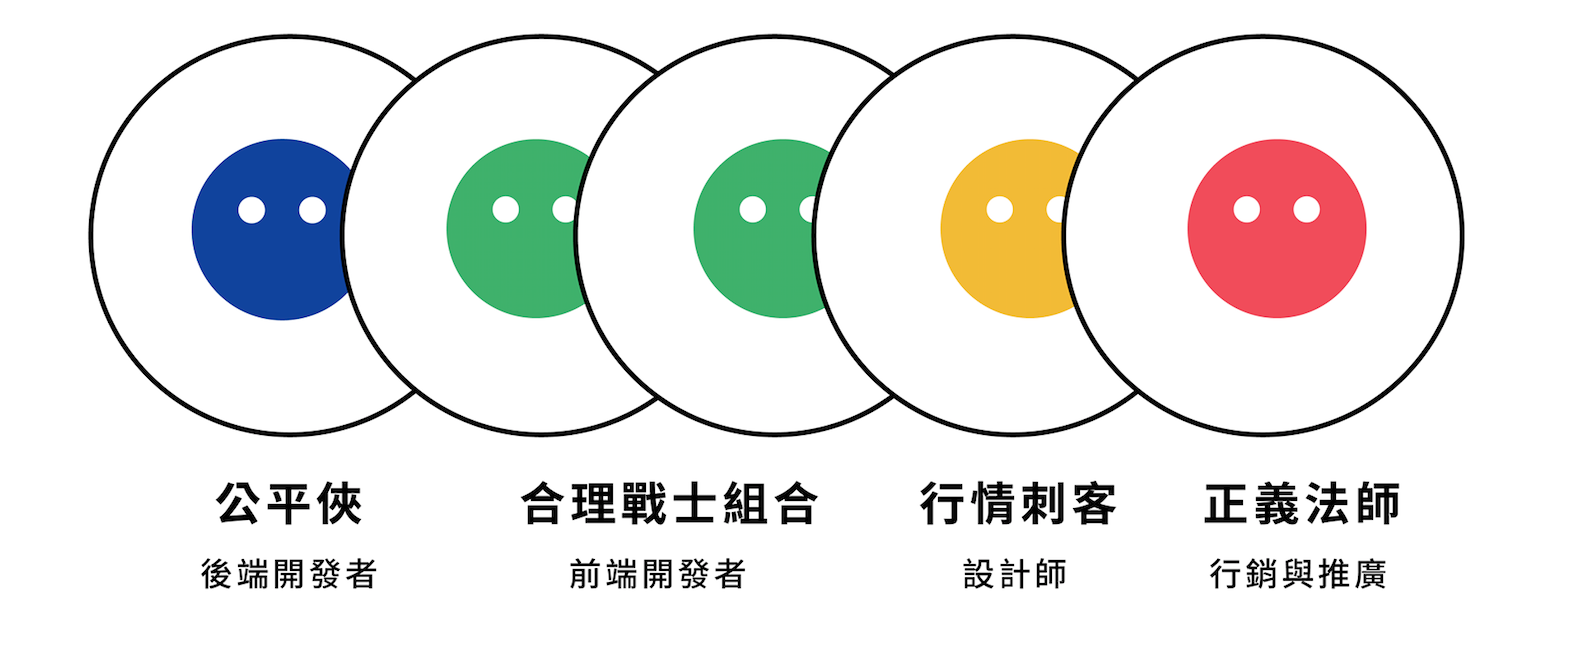 公平俠
後端開發者
合理戰士組合
前端開發者
行情刺客
設計師
正義法師
行銷與推廣